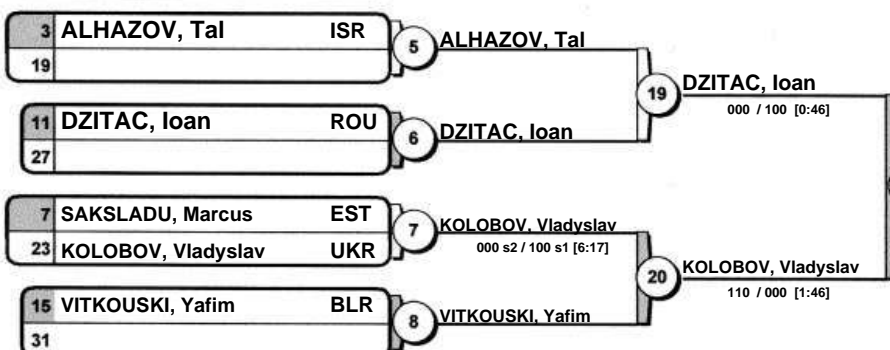 3 ALHAZOV, Tal ISR
19
5 ALHAZOV, Tal
11 DZITAC, Ioan ROU
27
6 DZITAC, Ioan
19 DZITAC, Ioan
000 / 100 [0:46]
7 SAKSLADU, Marcus EST
23 KOLOBOV, Vladyslav UKR
7 KOLOBOV, Vladyslav
000 s2 / 100 s1 [6:17]
15 VITKOUSKI, Yafim BLR
31
8 VITKOUSKI, Yafim
20 KOLOBOV, Vladyslav
110 / 000 [1:46]